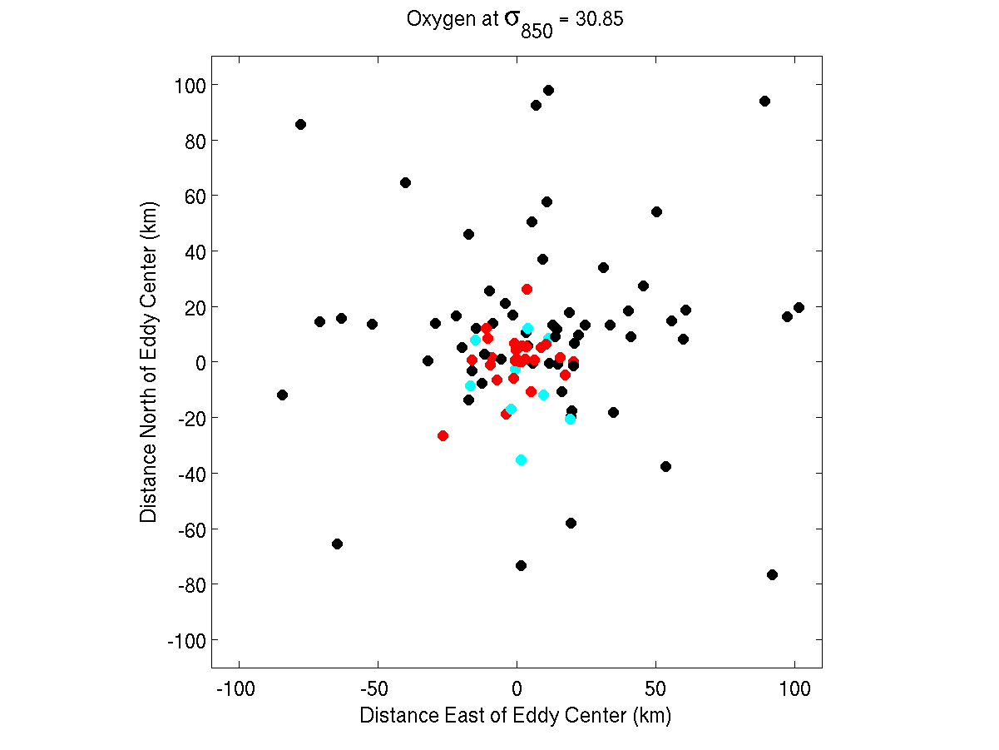 Oxygen at σ850 = 30.85
100
80
60
40
20
0
-20
-40
-60
-80
-100
Distance North of Eddy Center (km)
-100 -50 0 50 100
Distance East of Eddy Center (km)